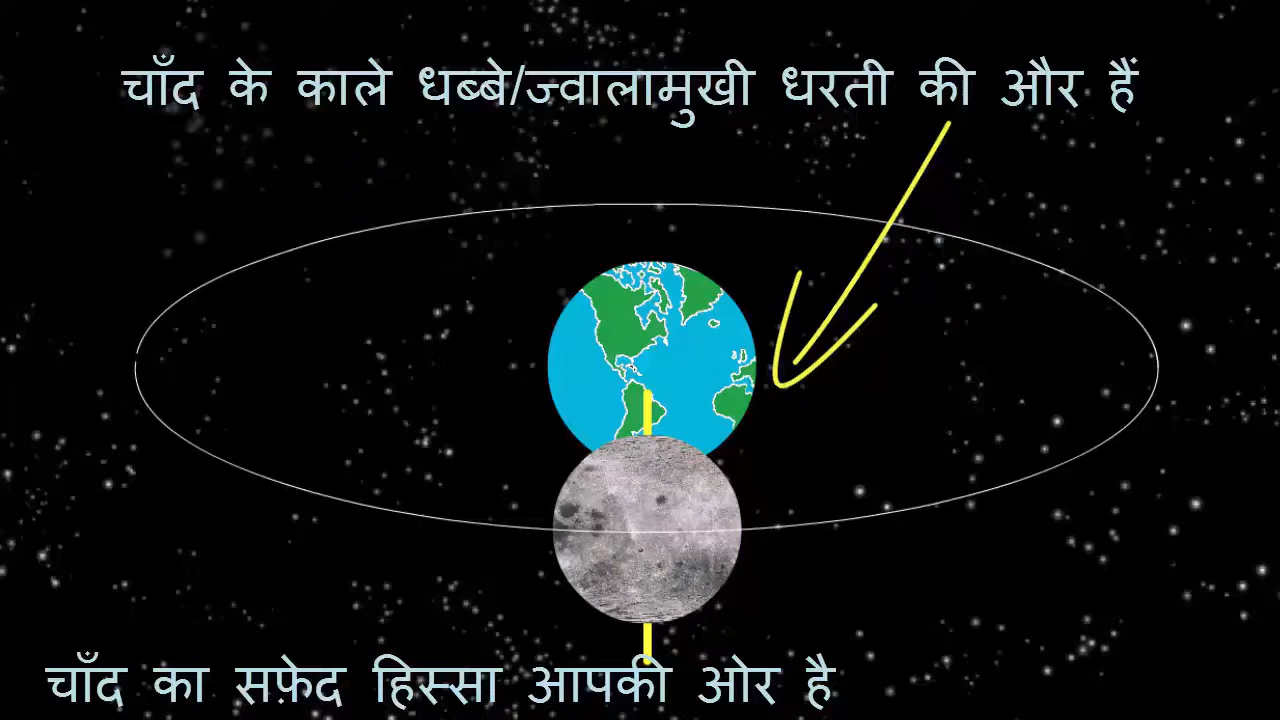 चाँद के काले धब्बे/ज्वालामुखी धरती की और हैं
चाँद का सफ़ेद हिस्सा आपकी ओर है